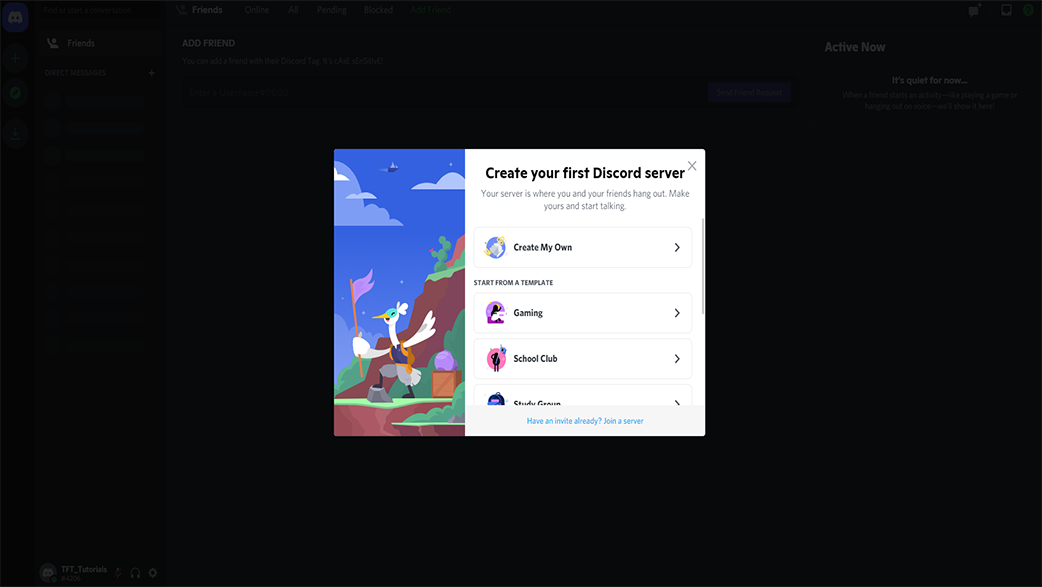 Find or start a conversation
Friends
Online
All
Pending
Blocked
Add Friend
Friends
DIRECT MESSAGES
ADD FRIEND
You can add a friend with their Discord Tag. It's cAsE sEnSitIvE!
Enter a Username#0000
Send Friend Request
Active Now
It's quiet for now...
When a friend starts an activity—like playing a game or
hanging out on voice—we'll show it here!
Create your first Discord server
Your server is where you and your friends hang out. Make
yours and start talking.
Create My Own
START FROM A TEMPLATE
Gaming
School Club
Study Group
Have an invite already? Join a server
TFT_Tutorials